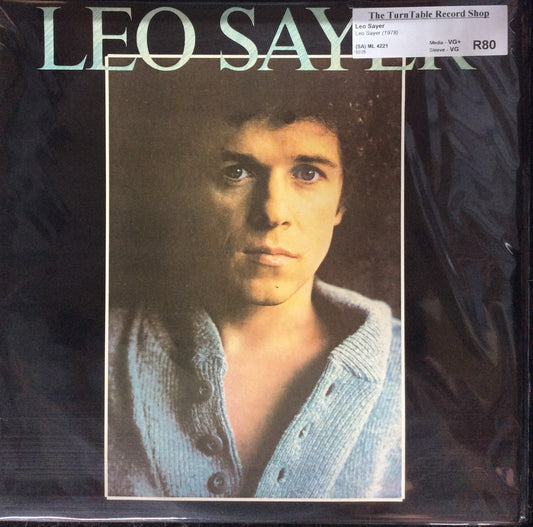 LEO SAYER
The TurnTable Record Shop
Leo Sayer
Leo Sayer (1978)
(SA) ML 4221
Media - VG+
Sleeve - VG
R80